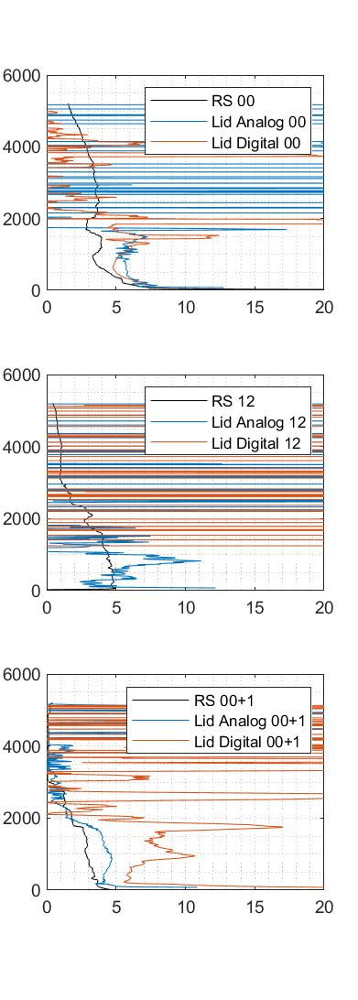 6000
RS 00
Lid Analog 00
Lid Digital 00
4000
2000
0
0 5 10 15 20
6000
RS 12
Lid Analog 12
Lid Digital 12
4000
2000
0
0 5 10 15 20
6000
RS 00+1
Lid Analog 00+1
Lid Digital 00+1
4000
2000
0
0 5 10 15 20